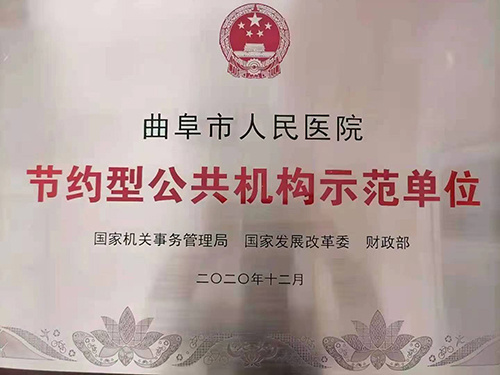 曲阜市人民医院
节约型公共机构示范单位
国家机关事务管理局 国家发展改革委 财政部
二〇二〇年十二月